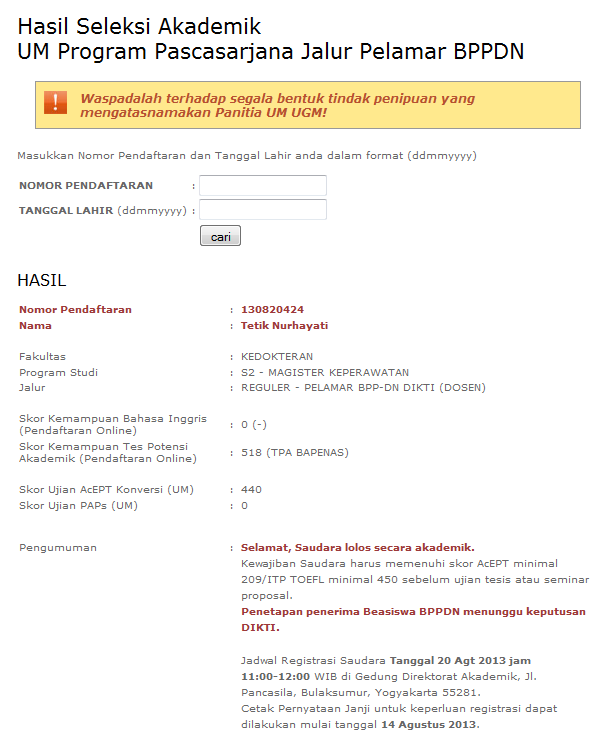 Hasil Seleksi Akademik
UM Program Pascasarjana Jalur Pelamar BPPDN
Waspadalah terhadap segala bentuk tindak penipuan yang
mengatasnamakan Panitia UM UGM!
Masukkan Nomor Pendaftaran dan Tanggal Lahir anda dalam format (ddmmyyyy)
NOMOR PENDAFTARAN :
TANGGAL LAHIR (ddmmyyyy) :
cari
HASIL
Nomor Pendaftaran : 130820424
Nama : Tetik Nurhayati
Fakultas : KEDOKTERAN
Program Studi : S2 - MAGISTER KEPERAWATAN
Jalur : REGULER - PELAMAR BPP-DN DIKTI (DOSEN)
Skor Kemampuan Bahasa Inggris
(Pendaftaran Online) : 0 (-)
Skor Kemampuan Tes Potensi
Akademik (Pendaftaran Online) : 518 (TPA BAPENAS)
Skor Ujian AcEPT Konversi (UM) : 440
Skor Ujian PAPs (UM) : 0
Pengumuman : Selamat, Saudara lolos secara akademik.
Kewajiban Saudara harus memenuhi skor AcEPT minimal
209/ITP TOEFL minimal 450 sebelum ujian tesis atau seminar
proposal.
Penetapan penerima Beasiswa BPPDN menunggu keputusan
DIKTI.
Jadwal Registrasi Saudara Tanggal 20 Agt 2013 jam
11:00-12:00 WIB di Gedung Direktorat Akademik, Jl.
Pancasila, Bulaksumur, Yogyakarta 55281.
Cetak Pernyataan Janji untuk keperluan registrasi dapat
dilakukan mulai tanggal 14 Agustus 2013.